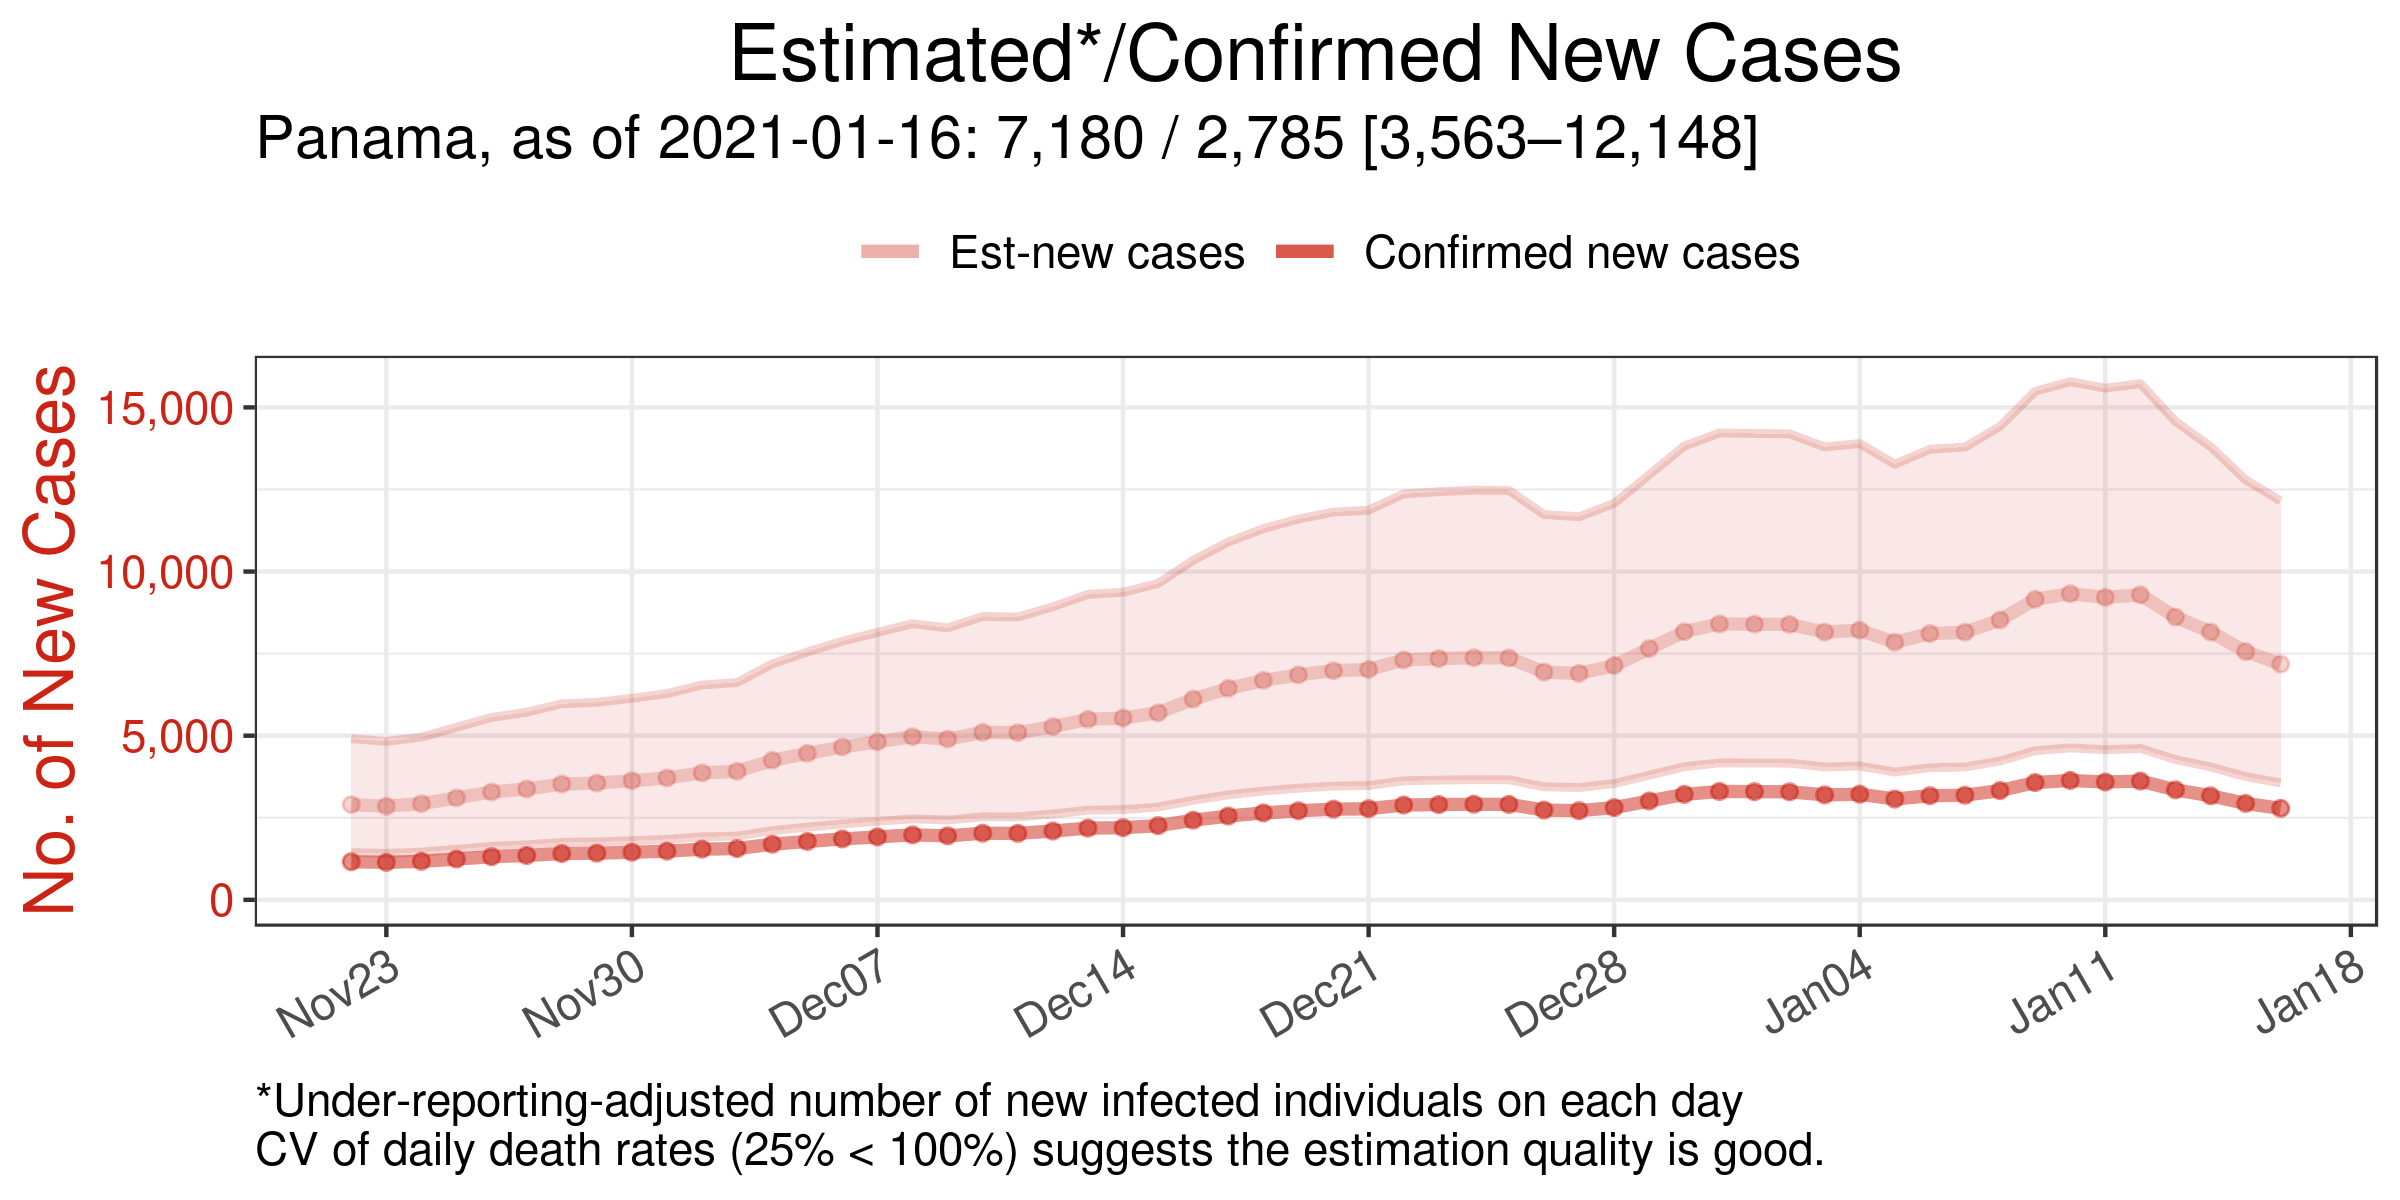 Estimated*/Confirmed New Cases
Panama, as of 2021-01-16: 7,180 / 2,785 [3,563–12,148]
Est-new cases Confirmed new cases
No. of New Cases
15,000
10,000
5,000
0
Nov23 Nov30 Dec07 Dec14 Dec21 Dec28 Jan04 Jan11 Jan18
*Under-reporting-adjusted number of new infected individuals on each day
CV of daily death rates (25% < 100%) suggests the estimation quality is good.